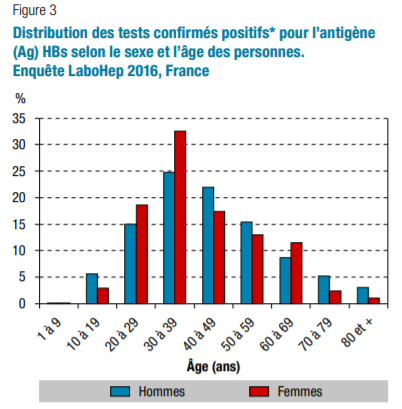 Figure 3
Distribution des tests confirmés positifs* pour l'antigène
(Ag) HBs selon le sexe et l'âge des personnes.
Enquête LaboHep 2016, France
%
35
30
25
20
15
10
5
0
1 à 9
10 à 19
20 à 29
30 à 39
40 à 49
50 à 59
60 à 69
70 à 79
80 et +
Âge (ans)
Hommes Femmes